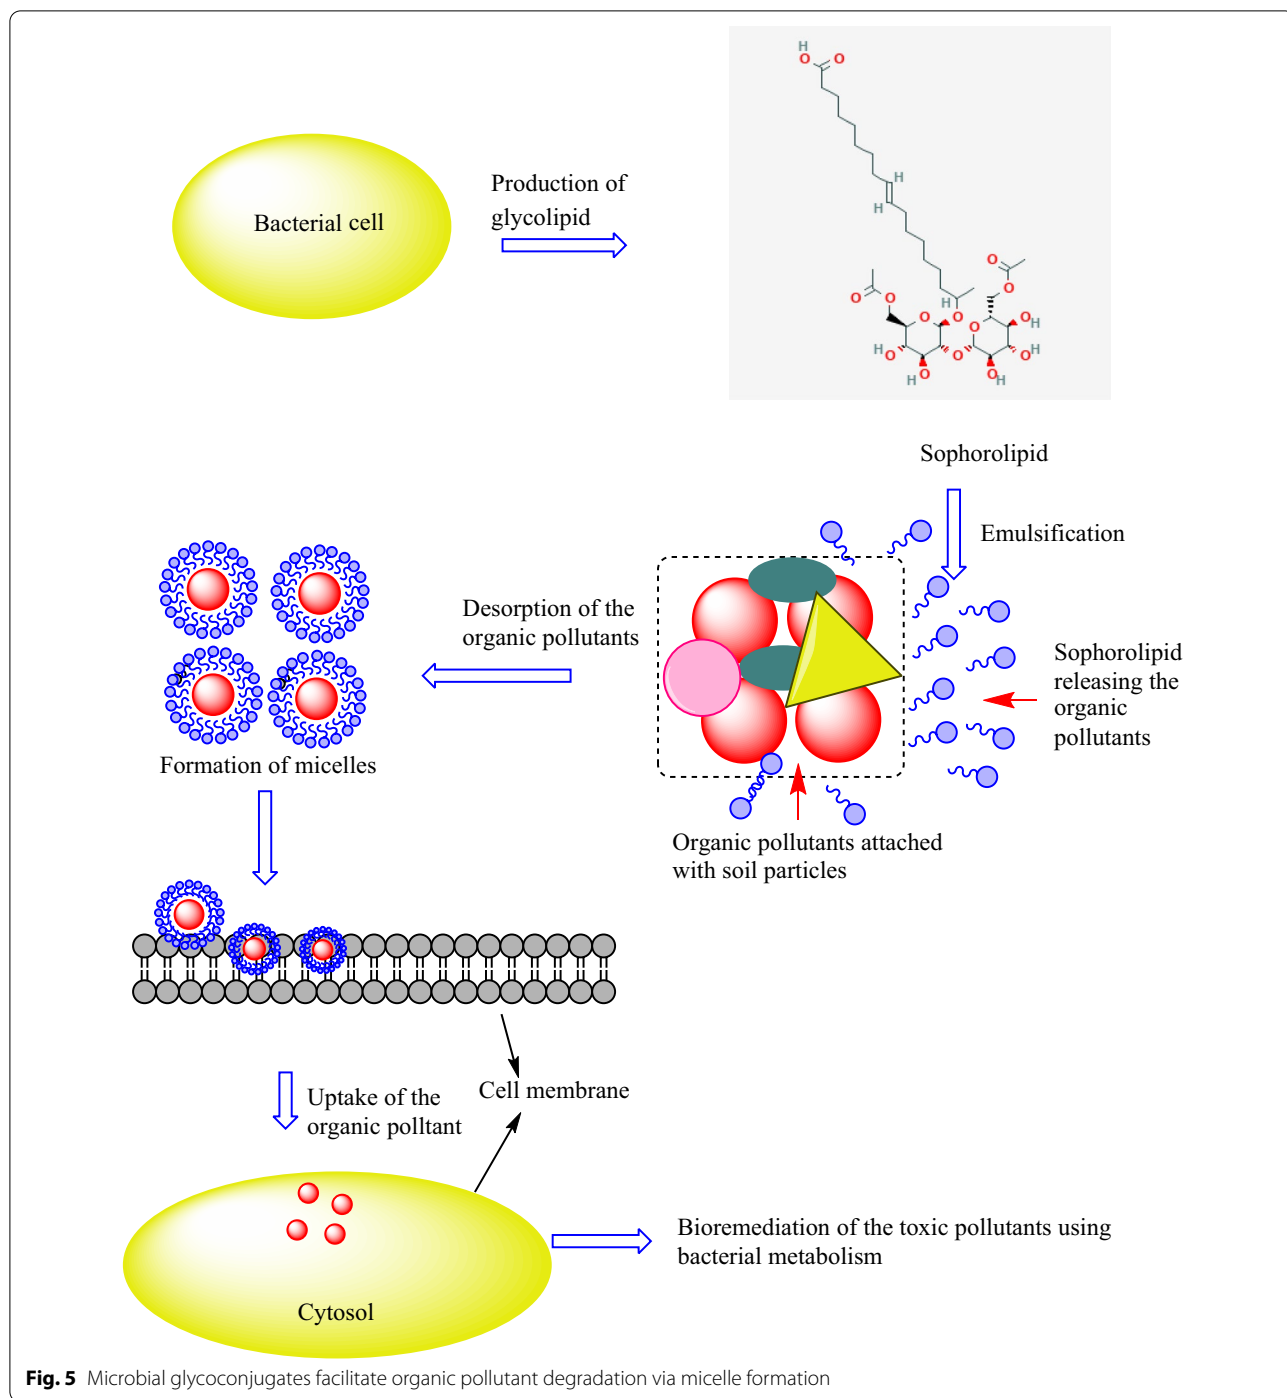 Production of
glycolipid
Bacterial cell
H
O
O
H
H
O
O
O
O
H
O
O
O
O
O
H
H
O
O
O
H
O
H
O
H
O
H
Sophorolipid
Emulsification
Desorption of the
organic pollutants
Sophorolipid
releasing the
organic
pollutants
Formation of micelles
Organic pollutants attached
with soil particles
Cell membrane
Uptake of the
organic polltant
Bioremediation of the toxic pollutants using
bacterial metabolism
Cytosol
Fig. 5 Microbial glycoconjugates facilitate organic pollutant degradation via micelle formation